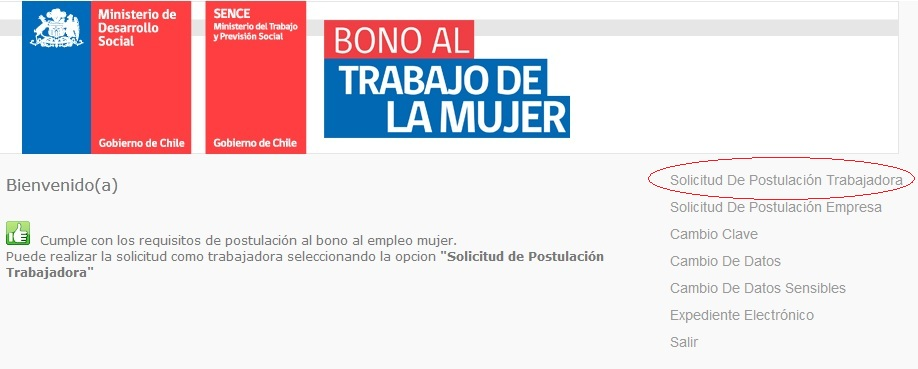 Ministerio de
Desarrollo
Social
Gobierno de Chile
SENCE
Ministerio del Trabajo
y Previsión Social
Gobierno de Chile
BONO AL
TRABAJO DE
LA MUJER
Bienvenido(a)
Cumple con los requisitos de postulación al bono al empleo mujer.
Puede realizar la solicitud como trabajadora seleccionando la opcion "Solicitud de Postulación
Trabajadora"
Solicitud De Postulación Trabajadora
Solicitud De Postulación Empresa
Cambio Clave
Cambio De Datos
Cambio De Datos Sensibles
Expediente Electrónico
Salir